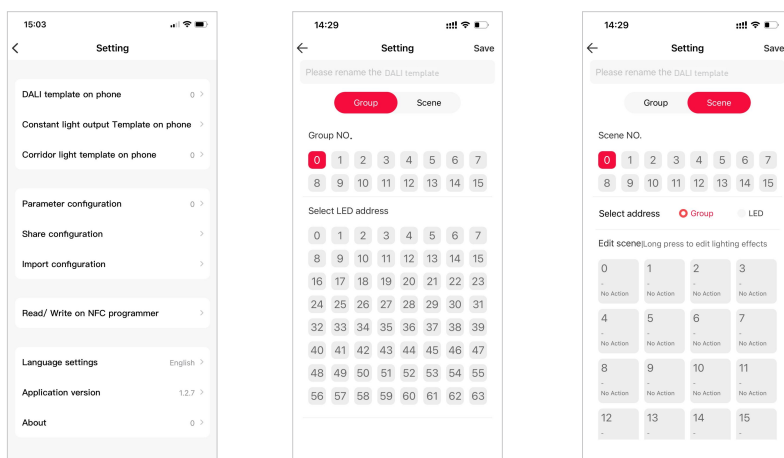 15:03
Setting
DALI template on phone 0
Constant light output Template on phone
Corridor light template on phone 0
Parameter configuration 0
Share configuration
Import configuration
Read/ Write on NFC programmer
Language settings English
Application version 1.2.7
About 0
14:29
Setting Save
Please rename the DALI template
Group Scene
Group NO.
0 1 2 3 4 5 6 7
8 9 10 11 12 13 14 15
Select LED address
0 1 2 3 4 5 6 7
8 9 10 11 12 13 14 15
16 17 18 19 20 21 22 23
24 25 26 27 28 29 30 31
32 33 34 35 36 37 38 39
40 41 42 43 44 45 46 47
48 49 50 51 52 53 54 55
56 57 58 59 60 61 62 63
14:29
Setting Save
Please rename the DALI template
Group Scene
Scene NO.
0 1 2 3 4 5 6 7
8 9 10 11 12 13 14 15
Select address Group LED
Edit scene|Long press to edit lighting effects
0 1 2 3
- - - -
No Action No Action No Action No Action
4 5 6 7
- - - -
No Action No Action No Action No Action
8 9 10 11
- - - -
No Action No Action No Action No Action
12 13 14 15
- - - -